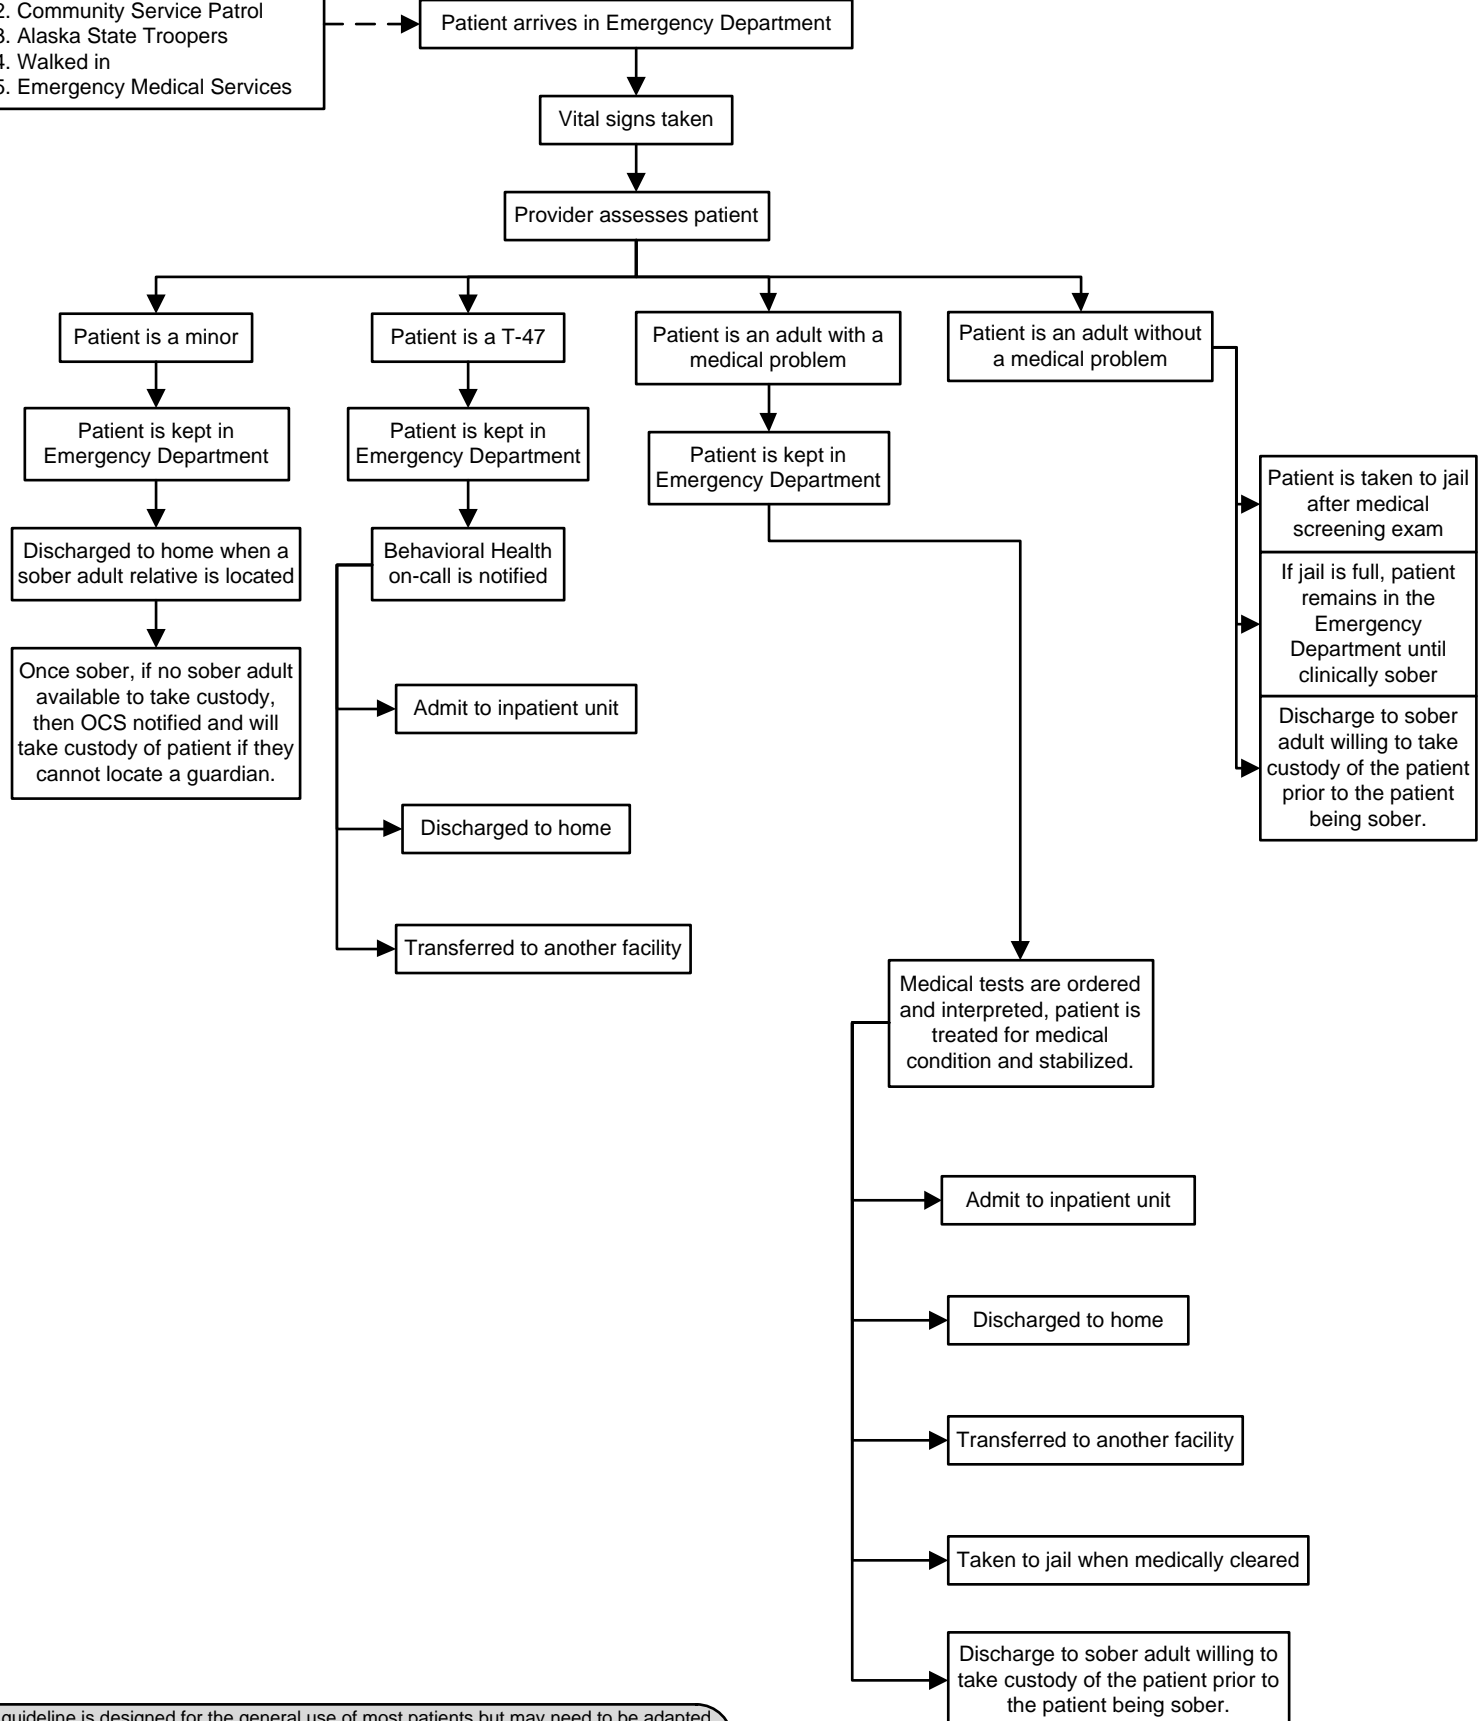 2. Community Service Patrol
3. Alaska State Troopers
4. Walked in
5. Emergency Medical Services
Patient arrives in Emergency Department
Vital signs taken
Provider assesses patient
Patient is a minor
Patient is kept in
Emergency Department
Discharged to home when a
sober adult relative is located
Once sober, if no sober adult
available to take custody,
then OCS notified and will
take custody of patient if they
cannot locate a guardian.
Patient is a T-47
Patient is kept in
Emergency Department
Behavioral Health
on-call is notified
Admit to inpatient unit
Discharged to home
Transferred to another facility
Patient is an adult with a
medical problem
Patient is kept in
Emergency Department
Medical tests are ordered
and interpreted, patient is
treated for medical
condition and stabilized.
Admit to inpatient unit
Discharged to home
Transferred to another facility
Taken to jail when medically cleared
Discharge to sober adult willing to
take custody of the patient prior to
the patient being sober.
Patient is an adult without
a medical problem
Patient is taken to jail
after medical
screening exam
If jail is full, patient
remains in the
Emergency
Department until
clinically sober
Discharge to sober
adult willing to take
custody of the patient
prior to the patient
being sober.
guideline is designed for the general use of most patients but may need to be adapted